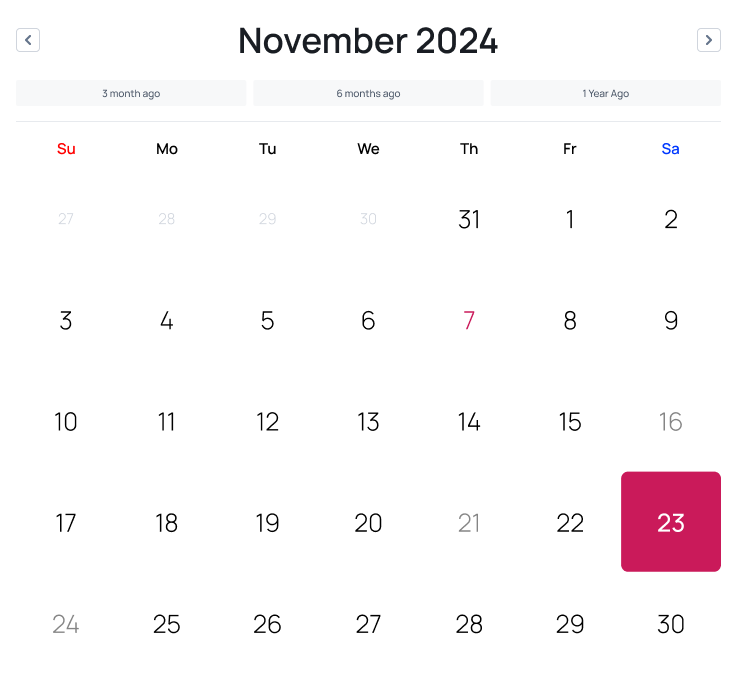 November 2024
3 month ago 6 months ago 1 Year Ago
Su Mo Tu We Th Fr Sa
27 28 29 30 31 1 2
3 4 5 6 7 8 9
10 11 12 13 14 15 16
17 18 19 20 21 22 23
24 25 26 27 28 29 30